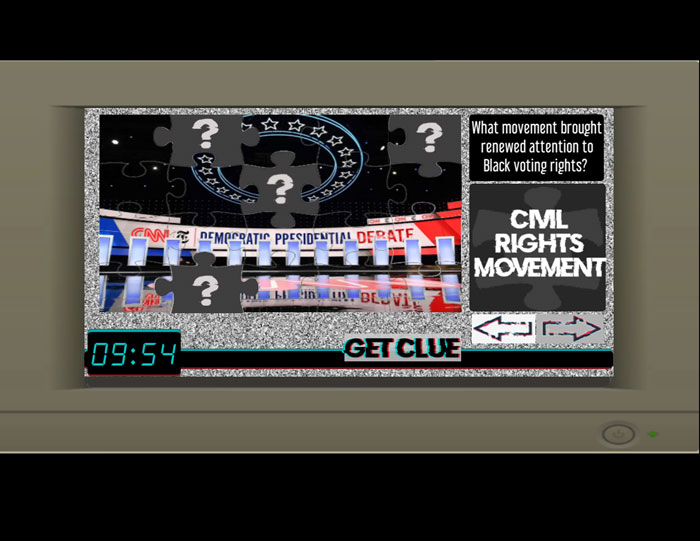 ?
?
?
?
CNN
DEMOCRATIC PRESIDENTIAL DEBATE
What movement brought
renewed attention to
Black voting rights?
CIVIL
RIGHTS
MOVEMENT
09:54
GET CLUE